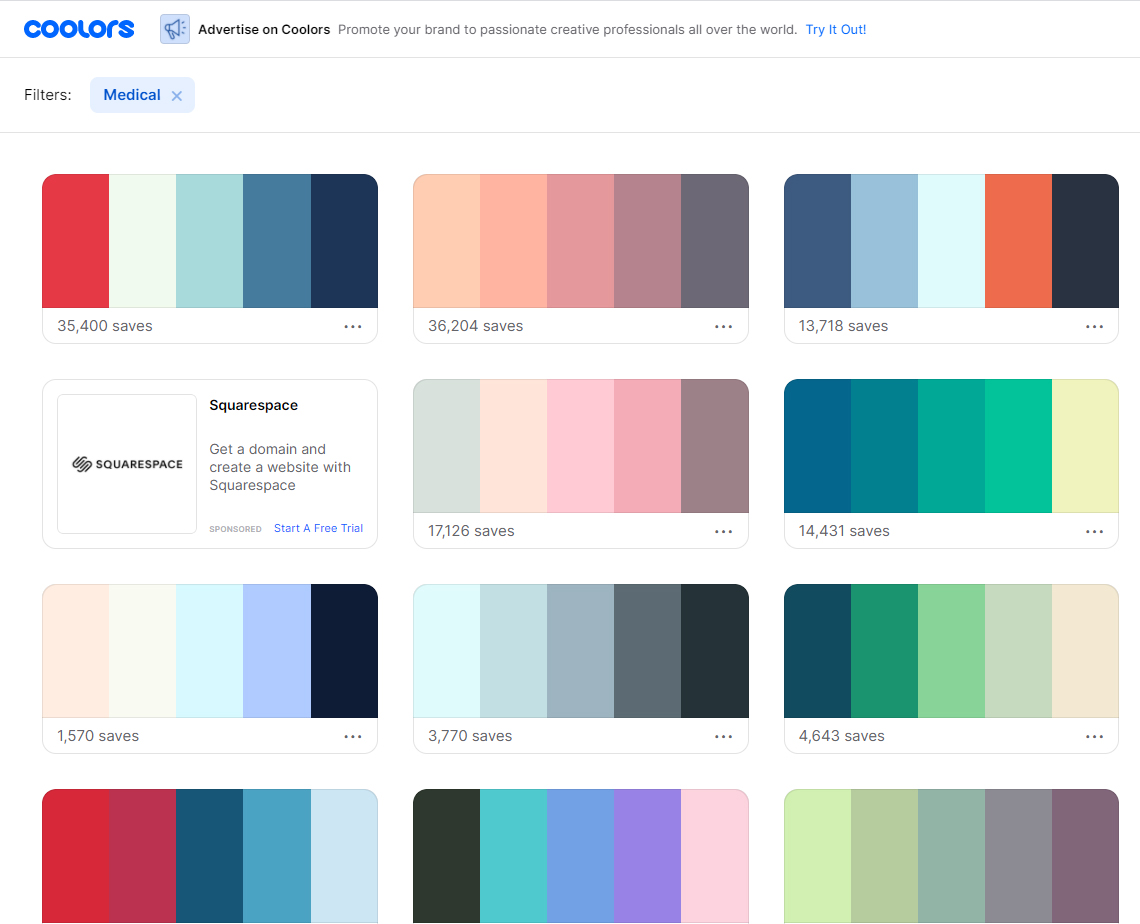 coolors
Advertise on Coolors Promote your brand to passionate creative professionals all over the world. Try It Out!
Filters: Medical
35,400 saves
36,204 saves
13,718 saves
SQUARESPACE
Squarespace
Get a domain and
create a website with
Squarespace
SPONSORED Start A Free Trial
17,126 saves
14,431 saves
1,570 saves
3,770 saves
4,643 saves